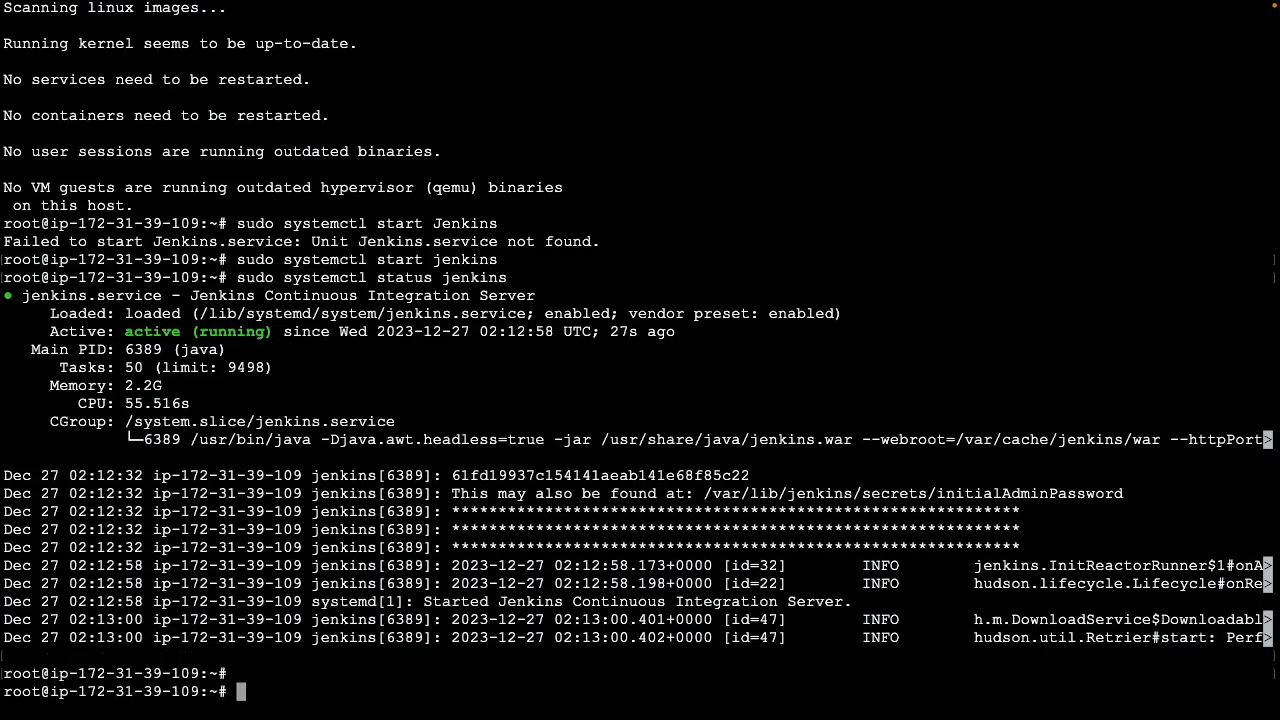 Scanning linux images...
Running kernel seems to be up-to-date.
No services need to be restarted.
No containers need to be restarted.
No user sessions are running outdated binaries.
No VM guests are running outdated hypervisor (qemu) binaries
 on this host.
root@ip-172-31-39-109:~# sudo systemctl start Jenkins
Failed to start Jenkins.service: Unit Jenkins.service not found.
root@ip-172-31-39-109:~# sudo systemctl start jenkins
root@ip-172-31-39-109:~# sudo systemctl status jenkins
● jenkins.service - Jenkins Continuous Integration Server
     Loaded: loaded (/lib/systemd/system/jenkins.service; enabled; vendor preset: enabled)
     Active: active (running) since Wed 2023-12-27 02:12:58 UTC; 27s ago
   Main PID: 6389 (java)
      Tasks: 50 (limit: 9498)
     Memory: 2.2G
        CPU: 55.516s
     CGroup: /system.slice/jenkins.service
             └─6389 /usr/bin/java -Djava.awt.headless=true -jar /usr/share/java/jenkins.war --webroot=/var/cache/jenkins/war --httpPort>
Dec 27 02:12:32 ip-172-31-39-109 jenkins[6389]: 61fd19937c154141aeab141e68f85c22
Dec 27 02:12:32 ip-172-31-39-109 jenkins[6389]: This may also be found at: /var/lib/jenkins/secrets/initialAdminPassword
Dec 27 02:12:32 ip-172-31-39-109 jenkins[6389]: *************************************************************
Dec 27 02:12:32 ip-172-31-39-109 jenkins[6389]: *************************************************************
Dec 27 02:12:32 ip-172-31-39-109 jenkins[6389]: *************************************************************
Dec 27 02:12:58 ip-172-31-39-109 jenkins[6389]: 2023-12-27 02:12:58.173+0000 [id=32]        INFO        jenkins.InitReactorRunner$1#onA>
Dec 27 02:12:58 ip-172-31-39-109 jenkins[6389]: 2023-12-27 02:12:58.198+0000 [id=22]        INFO        hudson.lifecycle.Lifecycle#onRe>
Dec 27 02:12:58 ip-172-31-39-109 systemd[1]: Started Jenkins Continuous Integration Server.
Dec 27 02:13:00 ip-172-31-39-109 jenkins[6389]: 2023-12-27 02:13:00.401+0000 [id=47]        INFO        h.m.DownloadService$Downloadabl>
Dec 27 02:13:00 ip-172-31-39-109 jenkins[6389]: 2023-12-27 02:13:00.402+0000 [id=47]        INFO        hudson.util.Retrier#start: Perf>
root@ip-172-31-39-109:~#
root@ip-172-31-39-109:~#